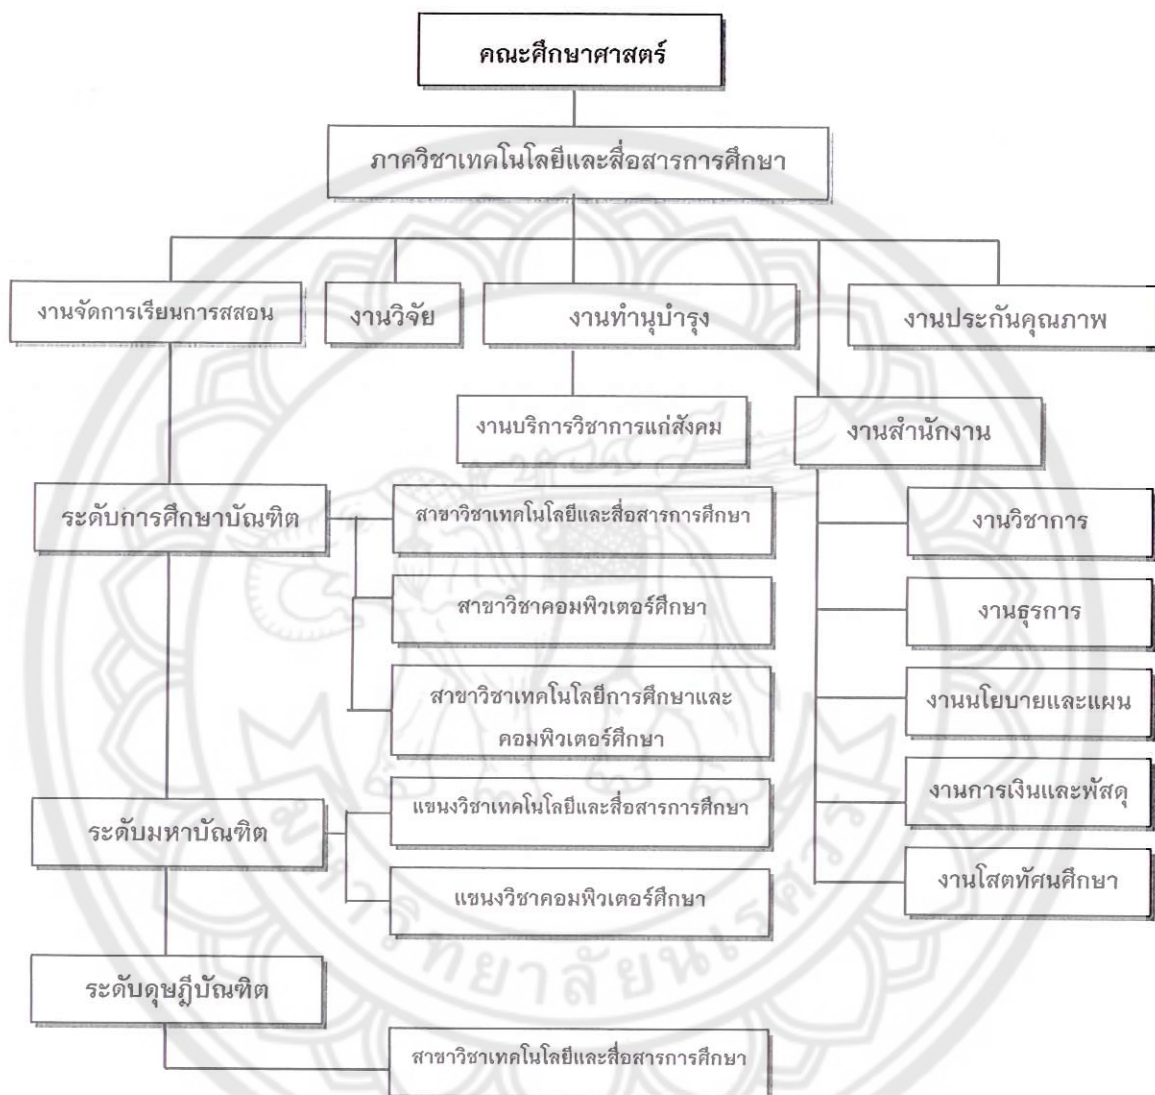 คณะศึกษาศาสตร์
ภาควิชาเทคโนโลยีและสื่อสารการศึกษา
งานจัดการเรียนการสสอน
งานวิจัย
งานทำนุบำรุง
งานประกันคุณภาพ
งานบริการวิชาการแก่สังคม
งานสำนักงาน
ระดับการศึกษาบัณฑิต
สาขาวิชาเทคโนโลยีและสื่อสารการศึกษา
งานวิชาการ
สาขาวิชาคอมพิวเตอร์ศึกษา
งานธุรการ
สาขาวิชาเทคโนโลยีการศึกษาและ
คอมพิวเตอร์ศึกษา
งานนโยบายและแผน
ระดับมหาบัณฑิต
แขนงวิชาเทคโนโลยีและสื่อสารการศึกษา
งานการเงินและพัสดุ
แขนงวิชาคอมพิวเตอร์ศึกษา
งานโสตทัศนศึกษา
ระดับดุษฎีบัณฑิต
สาขาวิชาเทคโนโลยีและสื่อสารการศึกษา
มหาวิทยาลัยนเรศวร